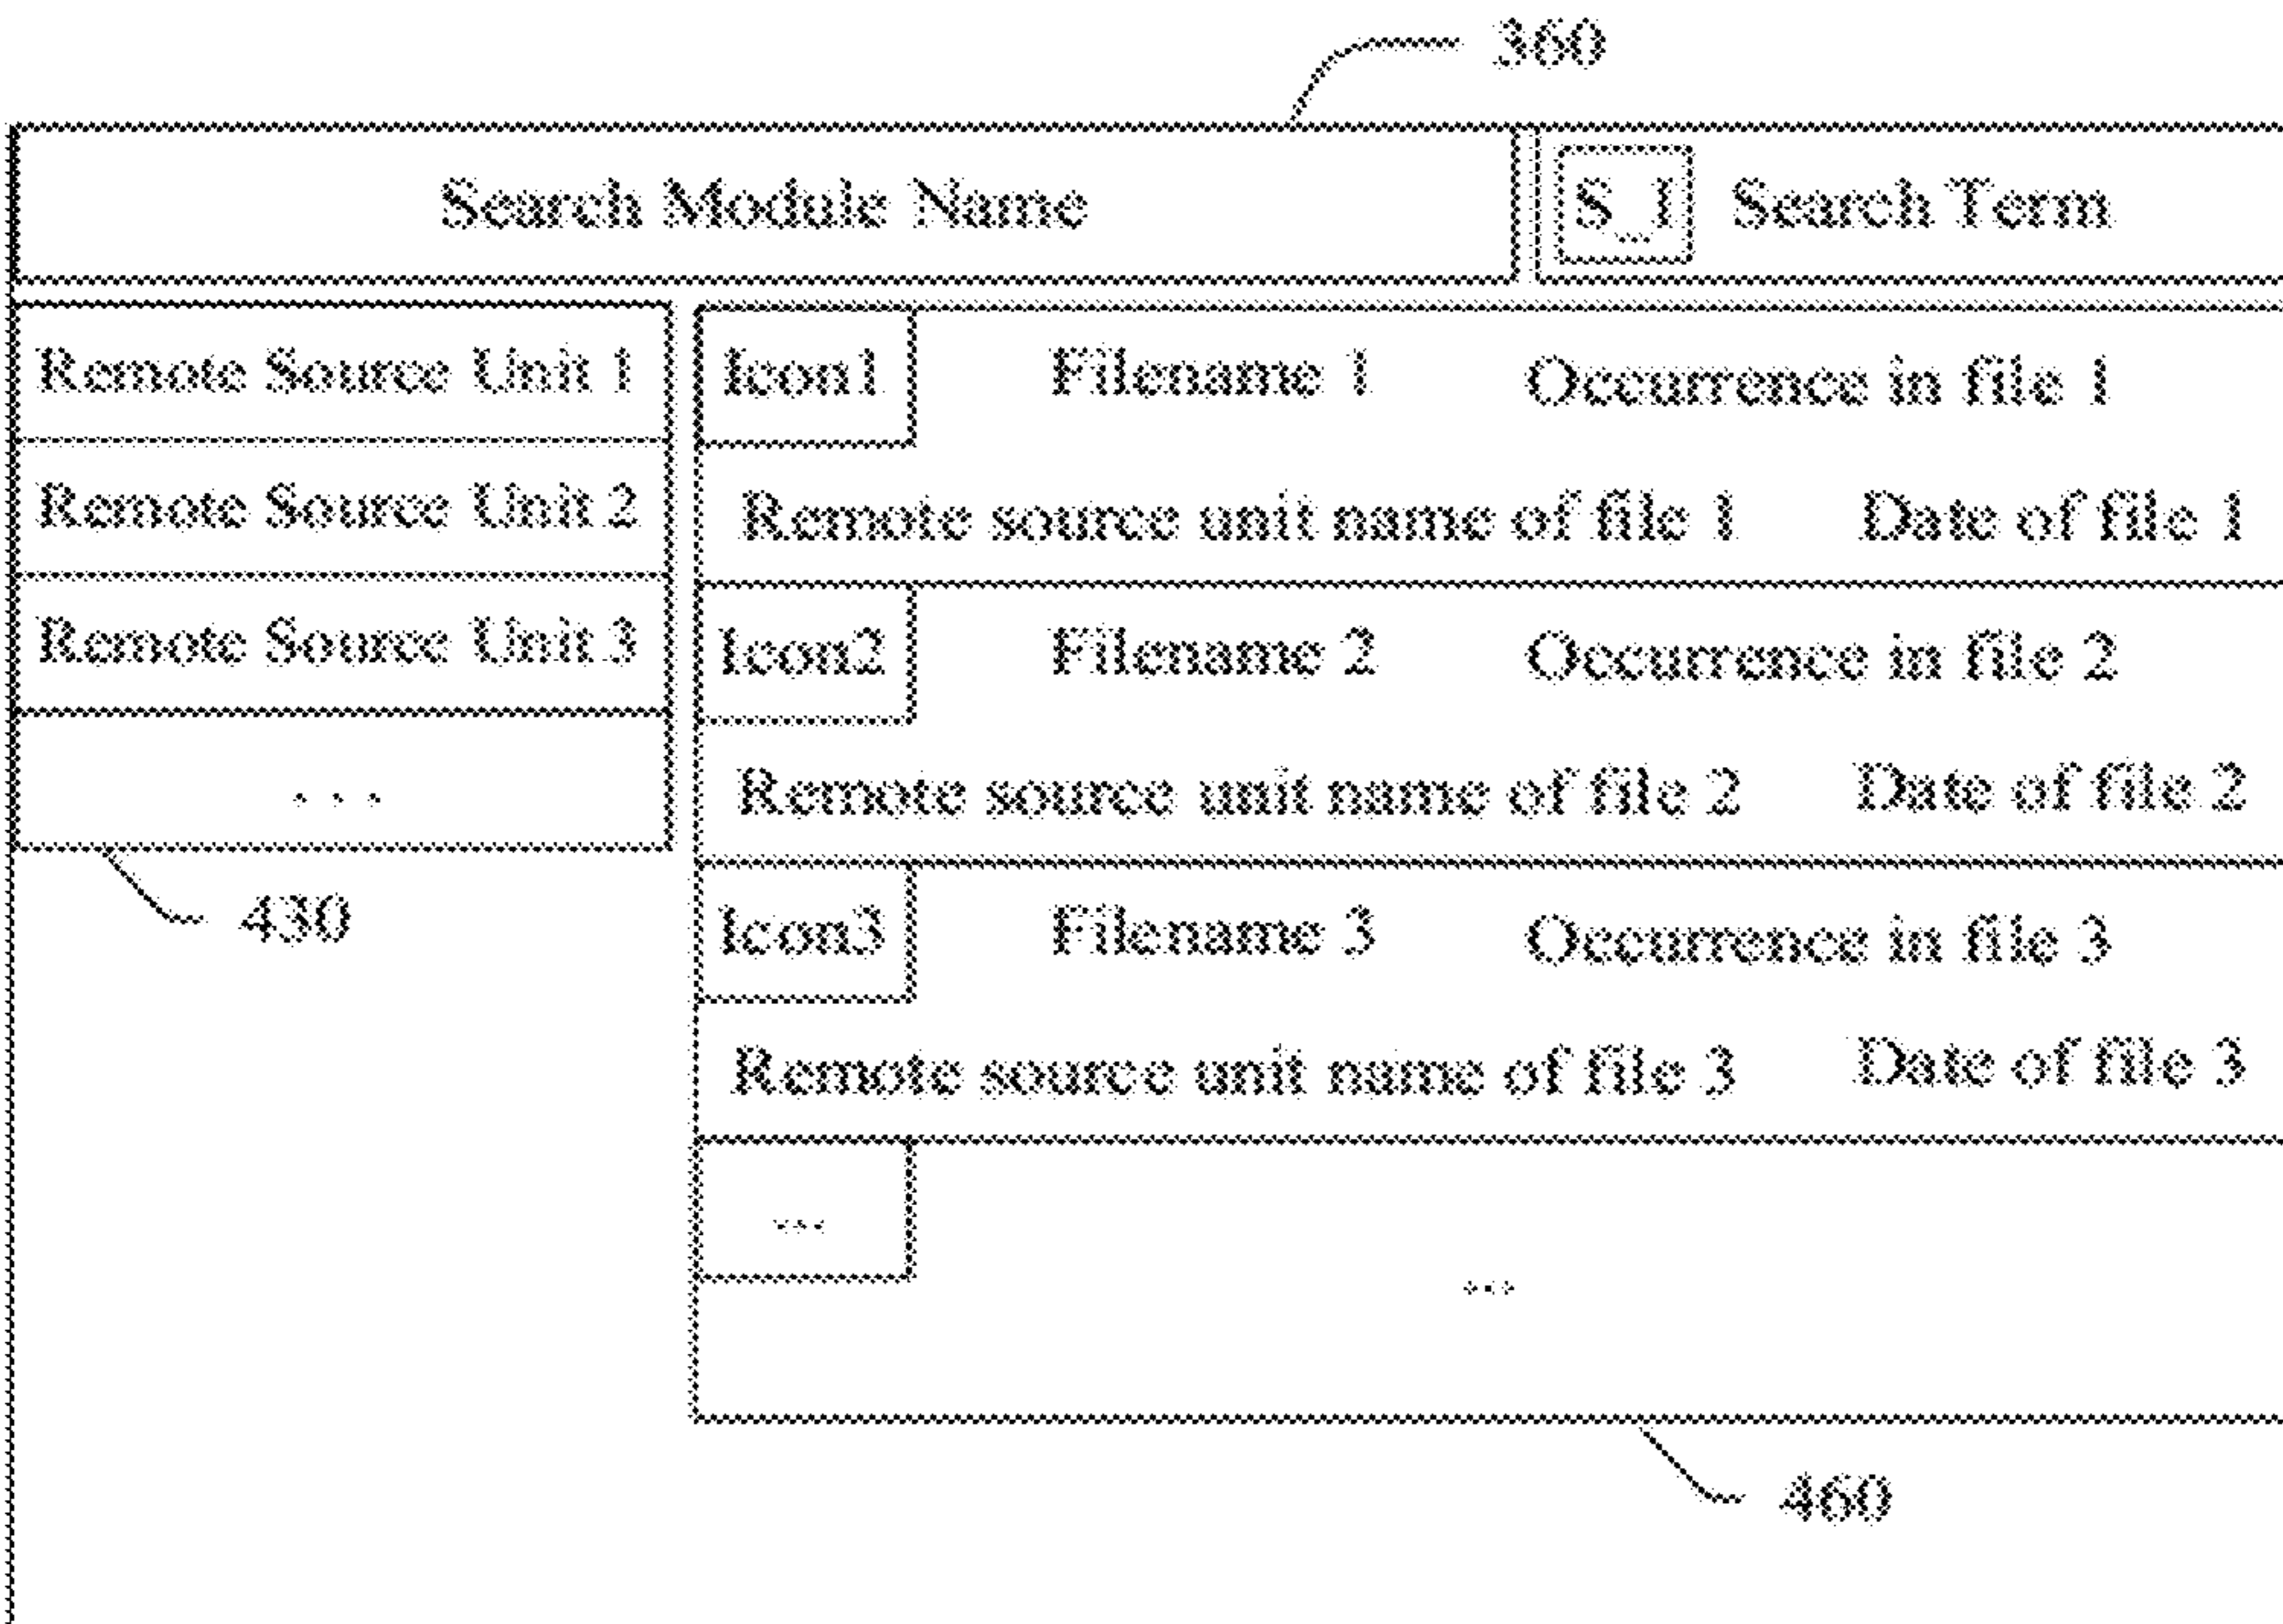 360
Search Module Name
S_I Search Term
Remote Source Unit 1
Remote Source Unit 2
Remote Source Unit 3
. . .
430
Icon1 Filename 1 Occurrence in file 1
Remote source unit name of file 1 Date of file 1
Icon2 Filename 2 Occurrence in file 2
Remote source unit name of file 2 Date of file 2
Icon3 Filename 3 Occurrence in file 3
Remote source unit name of file 3 Date of file 3
...
...
460